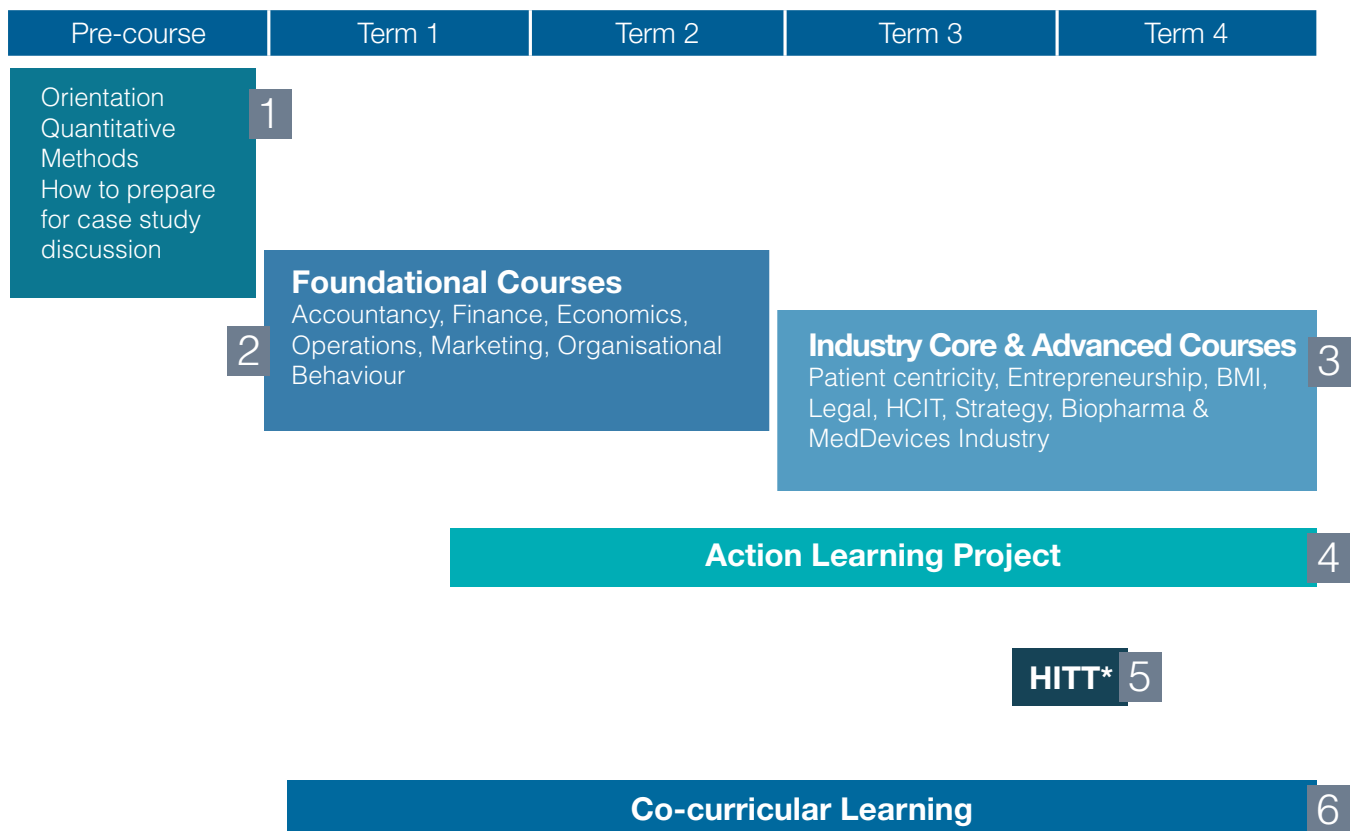 Pre-course
Term 1
Term 2
Term 3
Term 4
Orientation
Quantitative
Methods
How to prepare
for case study
discussion
1
Foundational Courses
Accountancy, Finance, Economics,
Operations, Marketing, Organisational
Behaviour
2
Industry Core & Advanced Courses
Patient centricity, Entrepreneurship, BMI,
Legal, HCIT, Strategy, Biopharma &
MedDevices Industry
3
Action Learning Project
4
HITT*
5
Co-curricular Learning
6